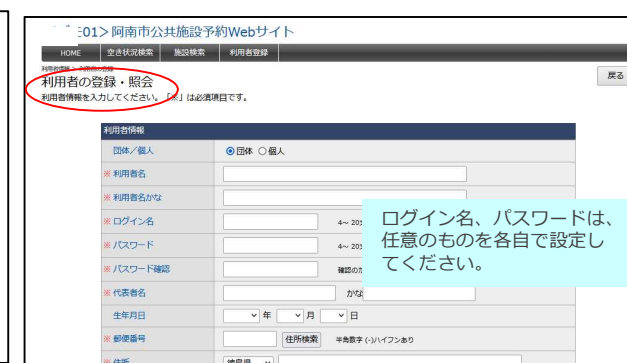 E01＞阿南市公共施設予約Webサイト
HOME 空き状況検索 施設検索 利用者登録
利用者の登録・照会
戻る
利用者情報を入力してください。「※」は必須項目です。
利用者情報
団体／個人 団体 個人
※ 利用者名
※ 利用者名かな
※ ログイン名 4～20
※ パスワード 4～20
※ パスワード確認 確認の
※ 代表者名 かな
生年月日 年 月 日
※ 郵便番号 住所検索 半角数字 (-)ハイフンあり
※ 住所 徳島県
ログイン名、パスワードは、
任意のものを各自で設定し
てください。